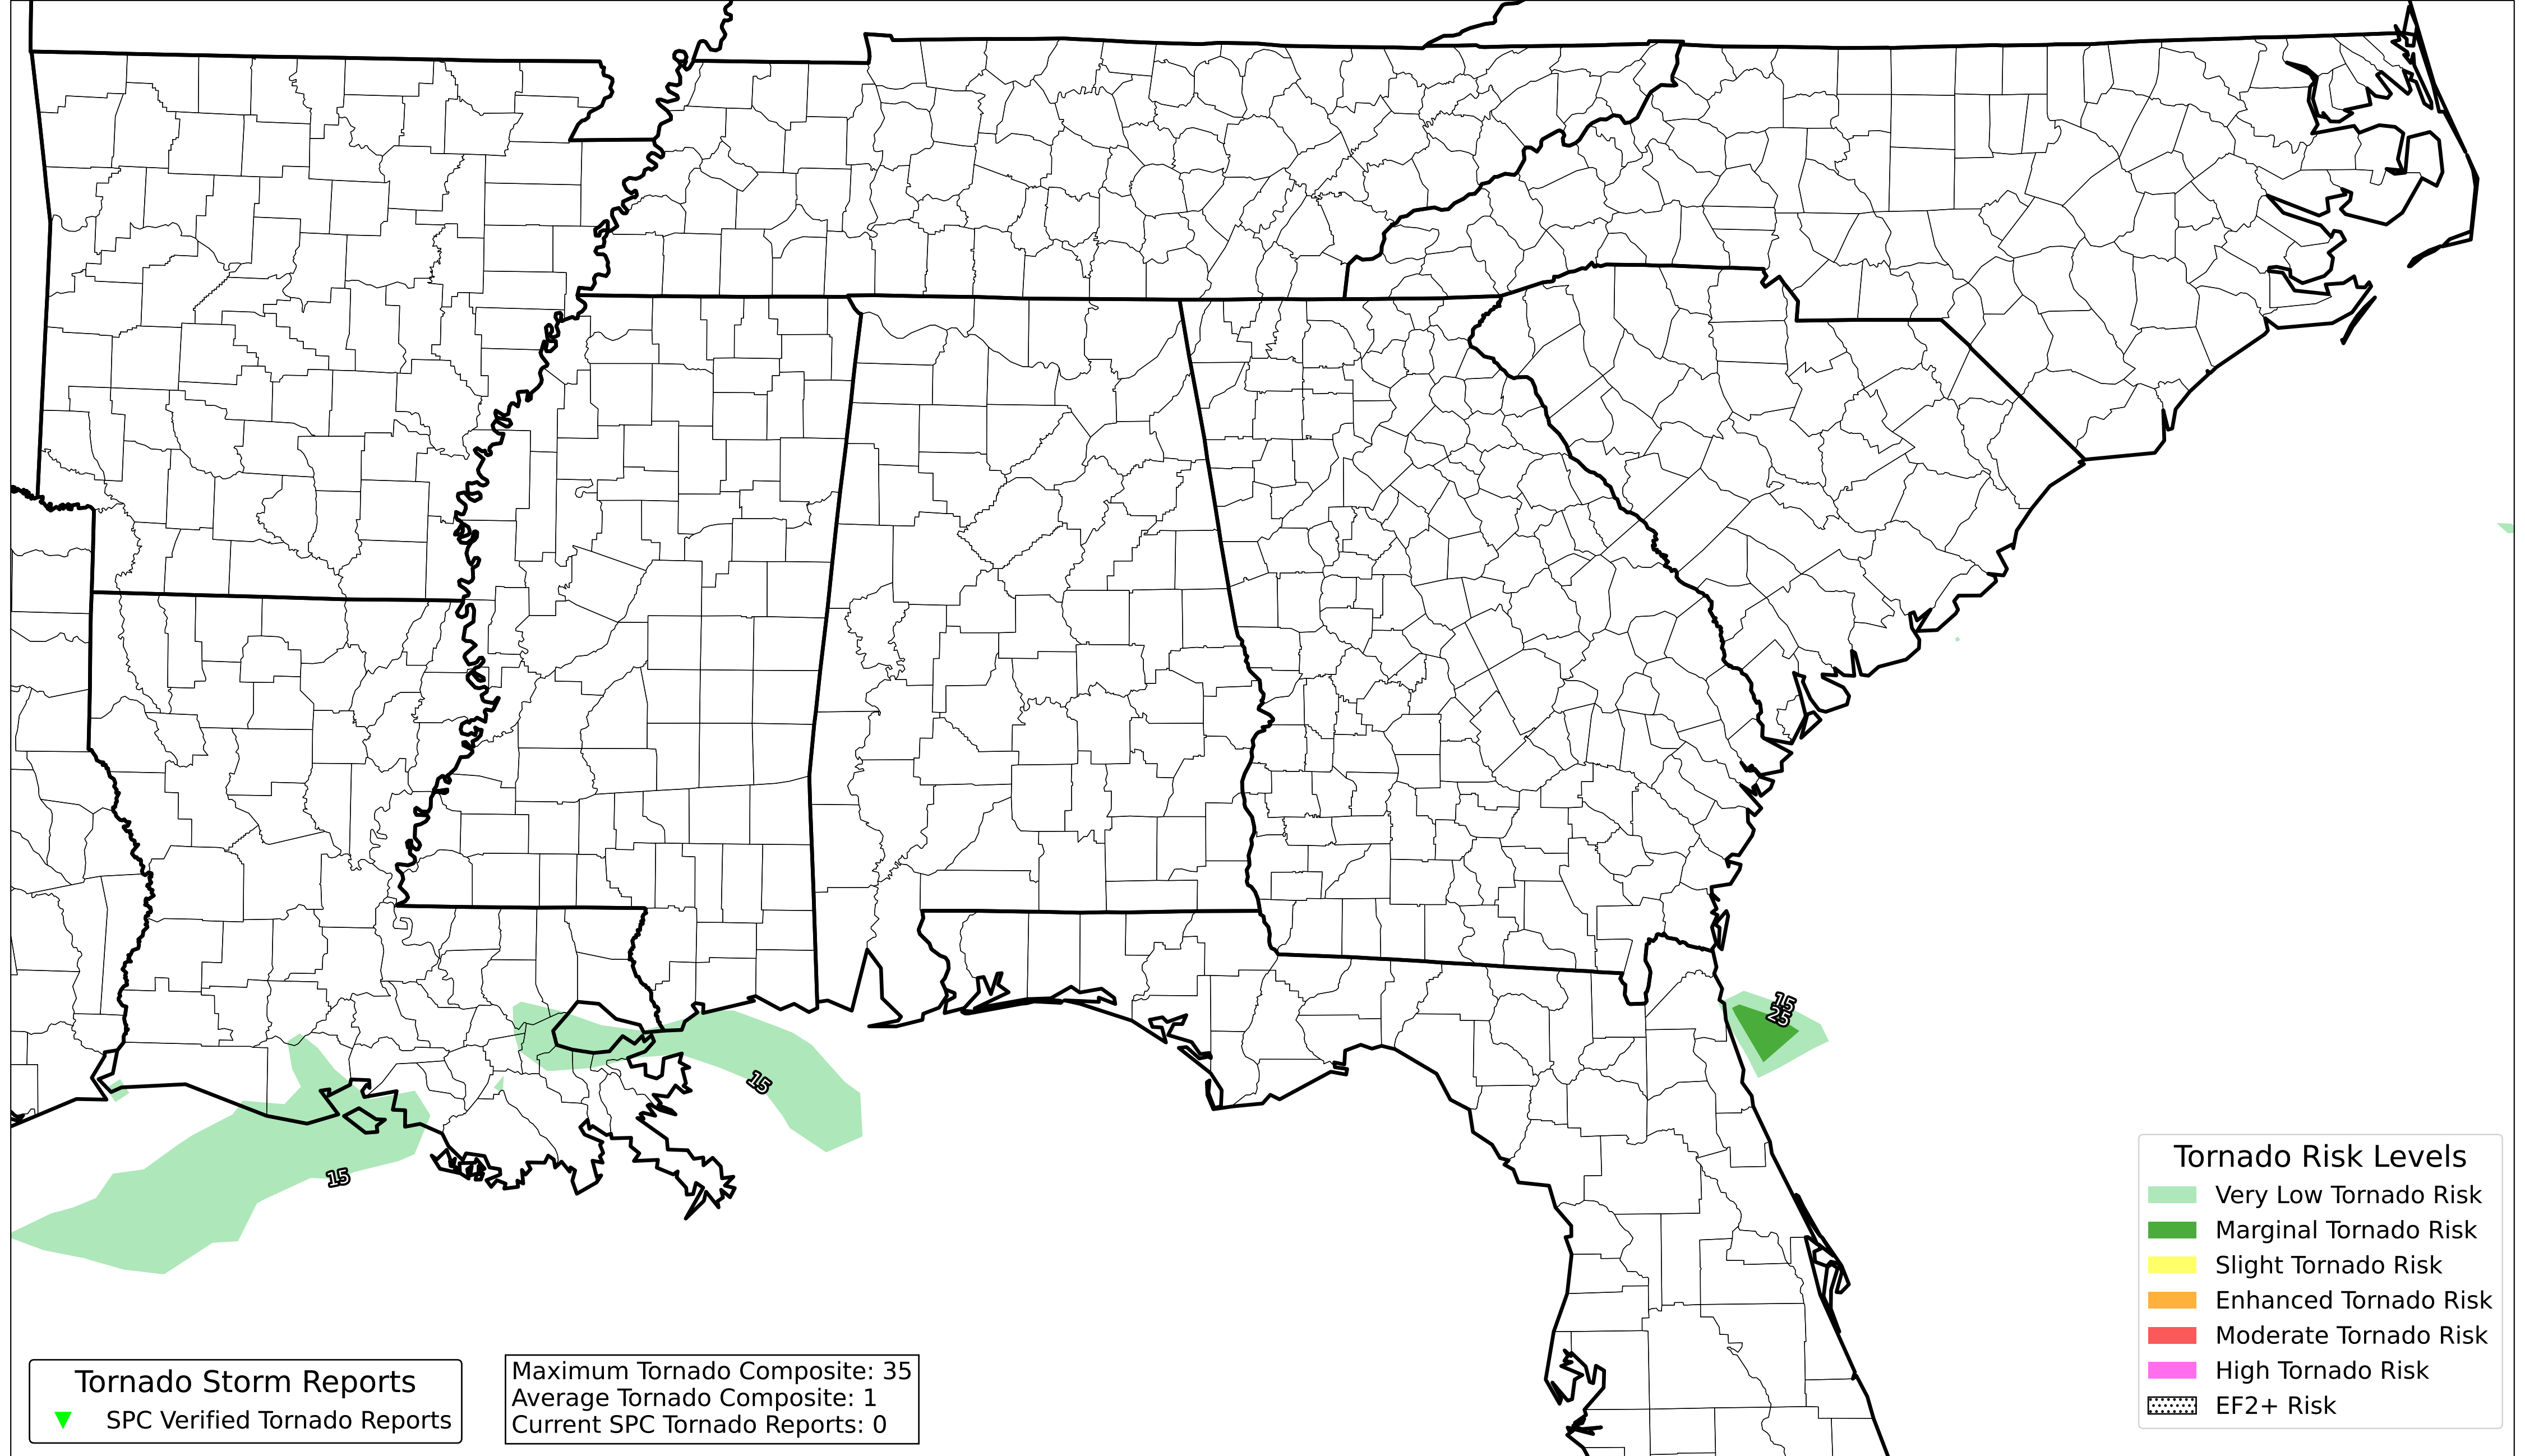 15
25
15
15
Tornado Risk Levels
Very Low Tornado Risk
Marginal Tornado Risk
Slight Tornado Risk
Enhanced Tornado Risk
Moderate Tornado Risk
High Tornado Risk
EF2+ Risk
Tornado Storm Reports
SPC Verified Tornado Reports
Maximum Tornado Composite: 35
Average Tornado Composite: 1
Current SPC Tornado Reports: 0